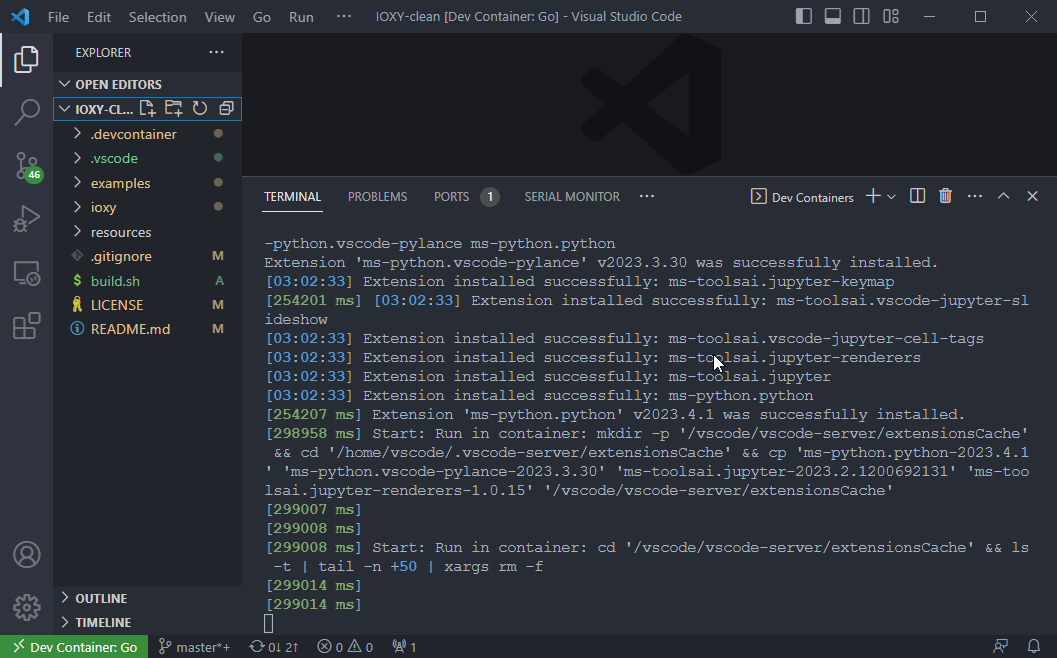 File Edit Selection View Go Run ··· IOXY-clean [Dev Container: Go] - Visual Studio Code
EXPLORER ···
OPEN EDITORS
IOXY-CL...
.devcontainer
.vscode
examples
ioxy
resources
.gitignore M
$ build.sh A
LICENSE M
README.md M
OUTLINE
TIMELINE
46
TERMINAL PROBLEMS PORTS 1 SERIAL MONITOR ··· Dev Containers
-python.vscode-pylance ms-python.python
Extension 'ms-python.vscode-pylance' v2023.3.30 was successfully installed.
[03:02:33] Extension installed successfully: ms-toolsai.jupyter-keymap
[254201 ms] [03:02:33] Extension installed successfully: ms-toolsai.vscode-jupyter-sl
ideshow
[03:02:33] Extension installed successfully: ms-toolsai.vscode-jupyter-cell-tags
[03:02:33] Extension installed successfully: ms-toolsai.jupyter-renderers
[03:02:33] Extension installed successfully: ms-toolsai.jupyter
[03:02:33] Extension installed successfully: ms-python.python
[254207 ms] Extension 'ms-python.python' v2023.4.1 was successfully installed.
[298958 ms] Start: Run in container: mkdir -p '/vscode/vscode-server/extensionsCache'
 && cd '/home/vscode/.vscode-server/extensionsCache' && cp 'ms-python.python-2023.4.1
' 'ms-python.vscode-pylance-2023.3.30' 'ms-toolsai.jupyter-2023.2.1200692131' 'ms-too
lsai.jupyter-renderers-1.0.15' '/vscode/vscode-server/extensionsCache'
[299007 ms]
[299008 ms]
[299008 ms] Start: Run in container: cd '/vscode/vscode-server/extensionsCache' && ls
 -t | tail -n +50 | xargs rm -f
[299014 ms]
[299014 ms]
Dev Container: Go master*+ 0↓ 2↑ 0 0 1